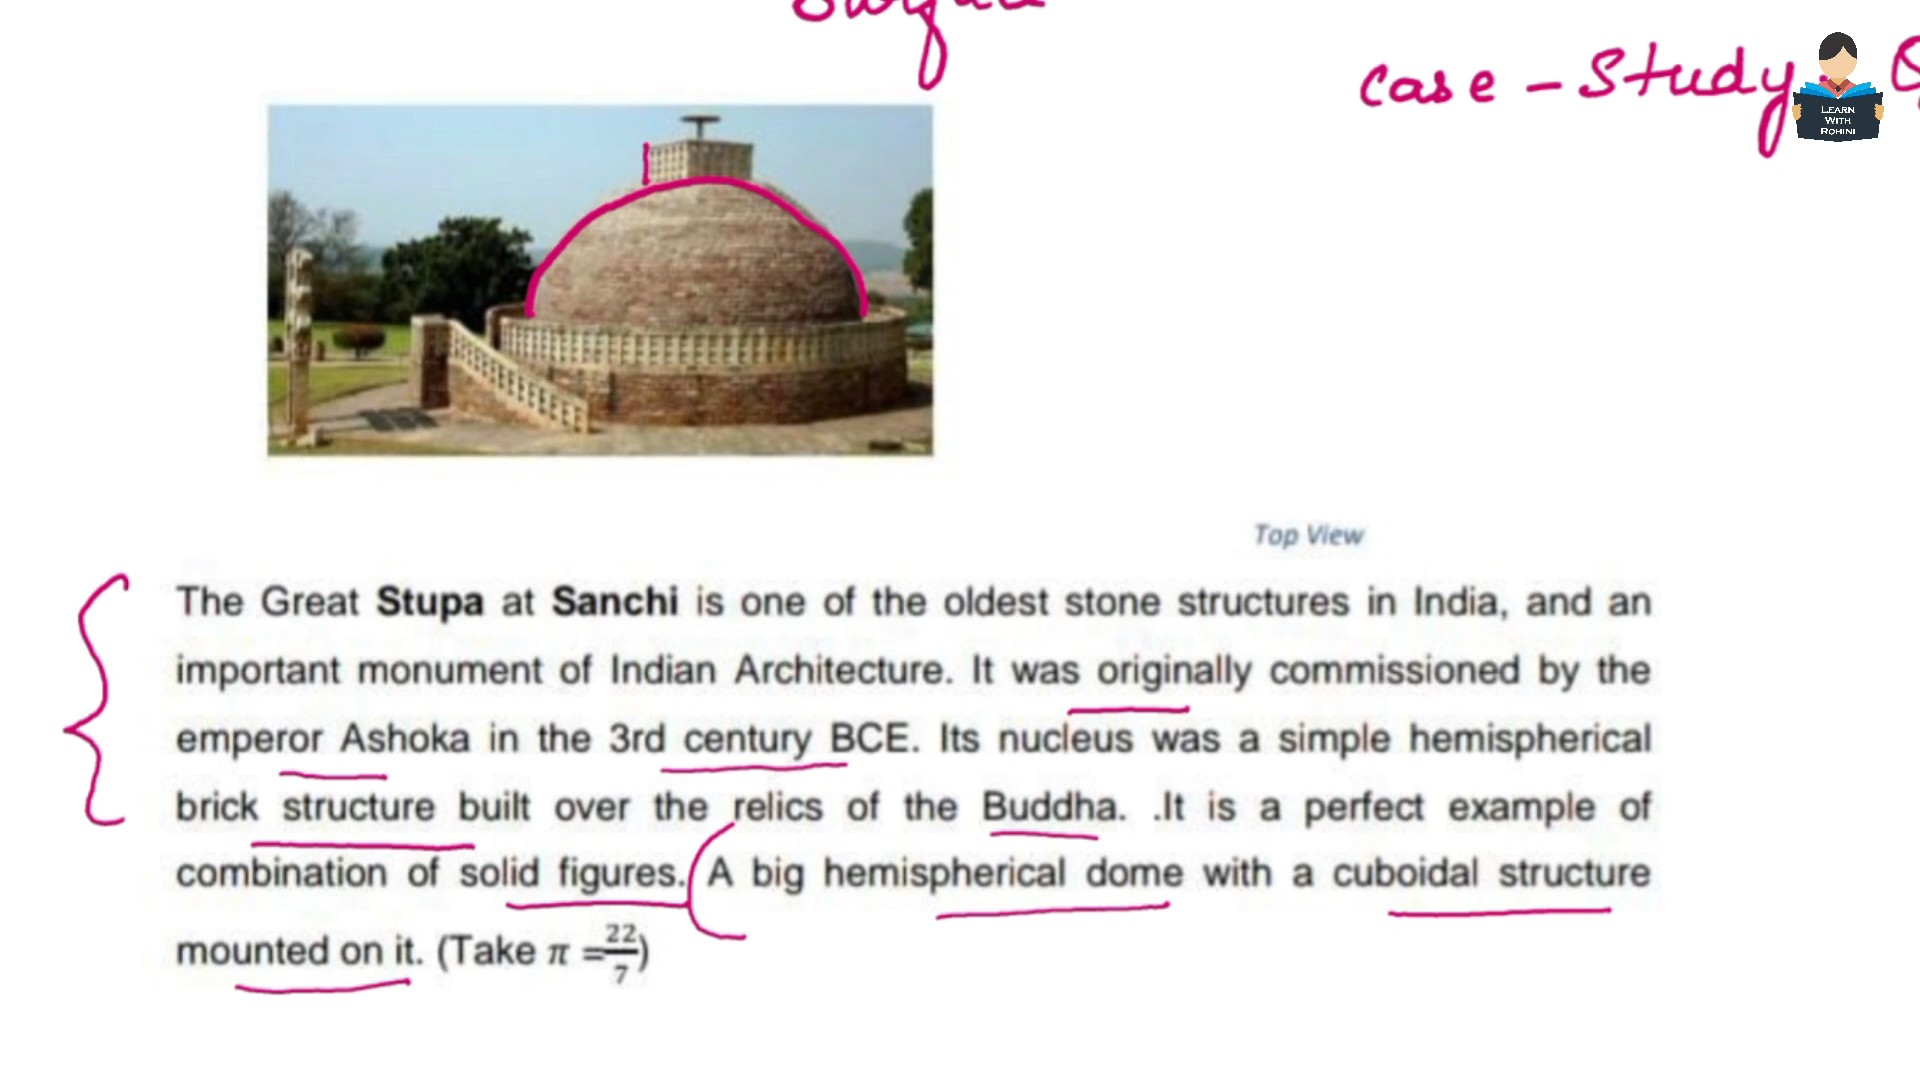 case - Study
LEARN
WITH
ROHINI
Top View
The Great Stupa at Sanchi is one of the oldest stone structures in India, and an
important monument of Indian Architecture. It was originally commissioned by the
emperor Ashoka in the 3rd century BCE. Its nucleus was a simple hemispherical
brick structure built over the relics of the Buddha. .It is a perfect example of
combination of solid figures. A big hemispherical dome with a cuboidal structure
mounted on it. (Take π =22/7)